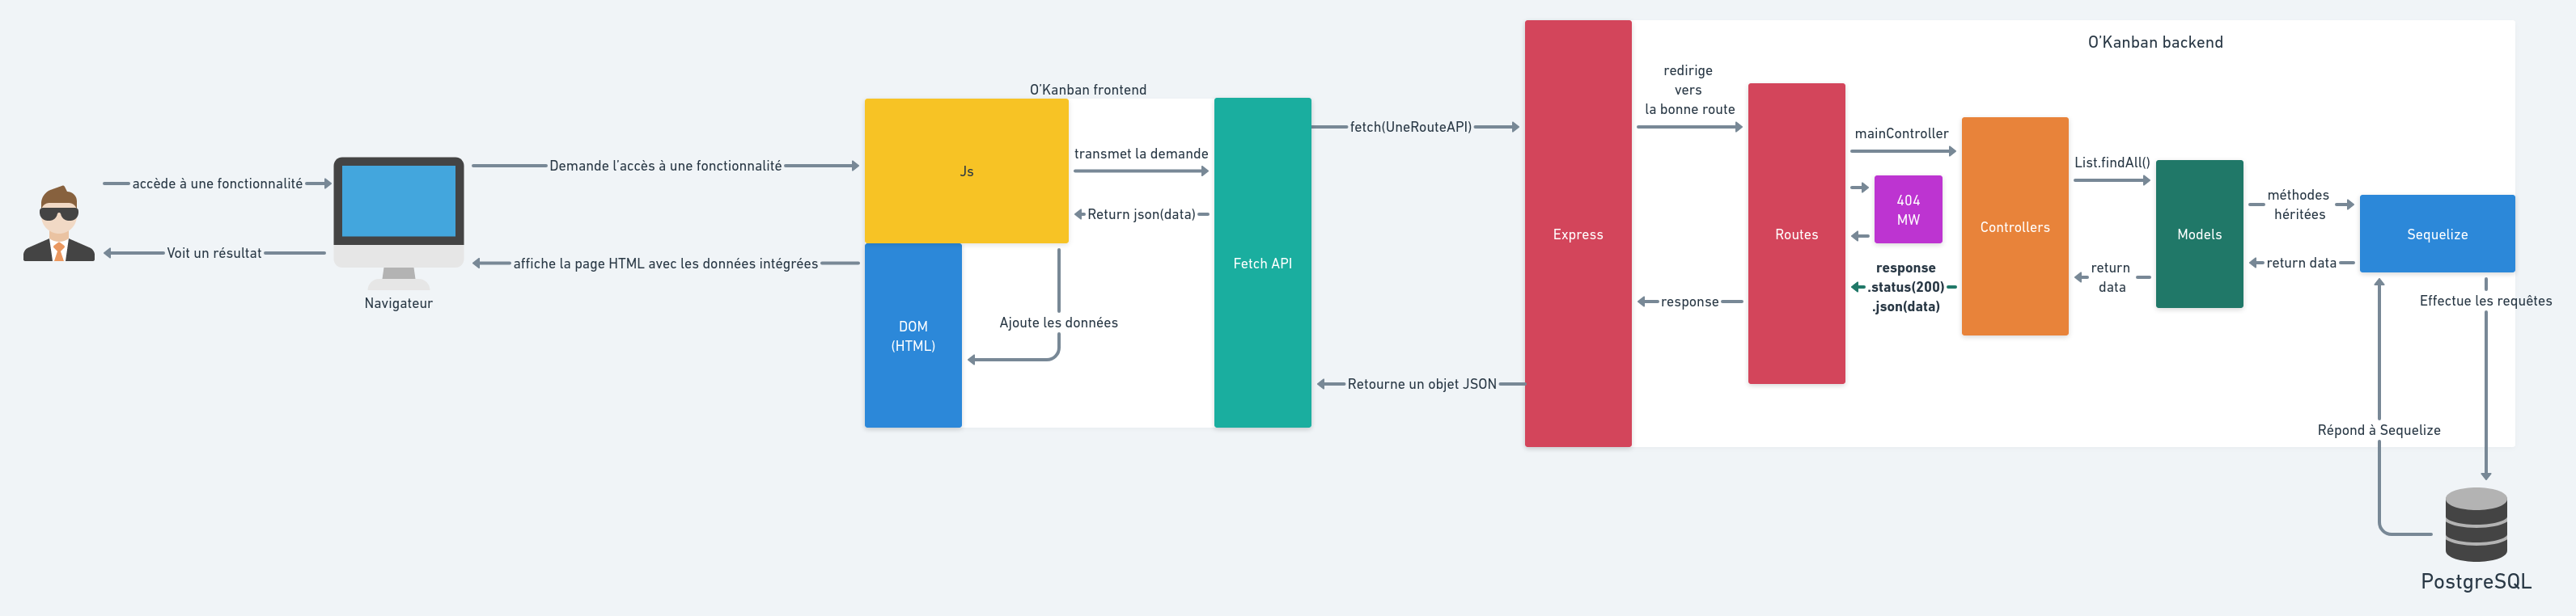 accède à une fonctionnalité
Voit un résultat
Navigateur
Demande l'accès à une fonctionnalité
affiche la page HTML avec les données intégrées
O'Kanban frontend
Js
transmet la demande
Return json(data)
Ajoute les données
DOM
(HTML)
Fetch API
fetch(UneRouteAPI)
Retourne un objet JSON
O'Kanban backend
Express
redirige
vers
la bonne route
response
Routes
mainController
404
MW
response
.status(200)
.json(data)
Controllers
List.findAll()
return
data
Models
méthodes
héritées
return data
Sequelize
Effectue les requêtes
Répond à Sequelize
PostgreSQL